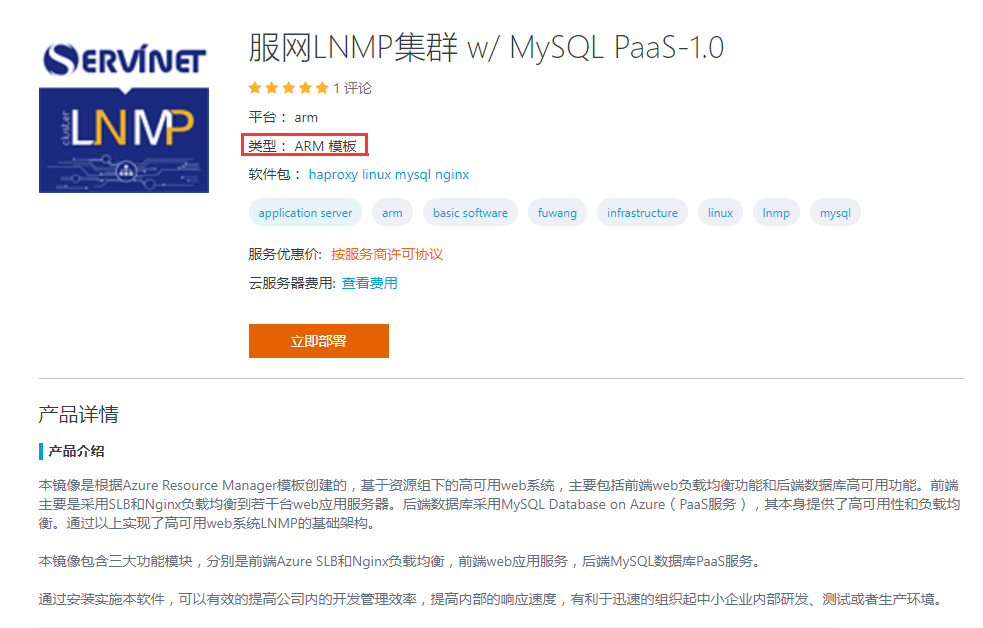 服网LNMP集群 w/ MySQL PaaS-1.0
SERVINET
1 评论
平台： arm
cluster LNMP
类型： ARM 模板
软件包： haproxy linux mysql nginx
application server arm basic software fuwang infrastructure linux lnmp mysql
服务优惠价: 按服务商许可协议
云服务器费用: 查看费用
立即部署
产品详情
产品介绍
本镜像是根据Azure Resource Manager模板创建的，基于资源组下的高可用web系统，主要包括前端web负载均衡功能和后端数据库高可用功能。前端
主要是采用SLB和Nginx负载均衡到若干台web应用服务器。后端数据库采用MySQL Database on Azure（PaaS服务），其本身提供了高可用性和负载均
衡。通过以上实现了高可用web系统LNMP的基础架构。
本镜像包含三大功能模块，分别是前端Azure SLB和Nginx负载均衡，前端web应用服务，后端MySQL数据库PaaS服务。
通过安装实施本软件，可以有效的提高公司内的开发管理效率，提高内部的响应速度，有利于迅速的组织起中小企业内部研发、测试或者生产环境。